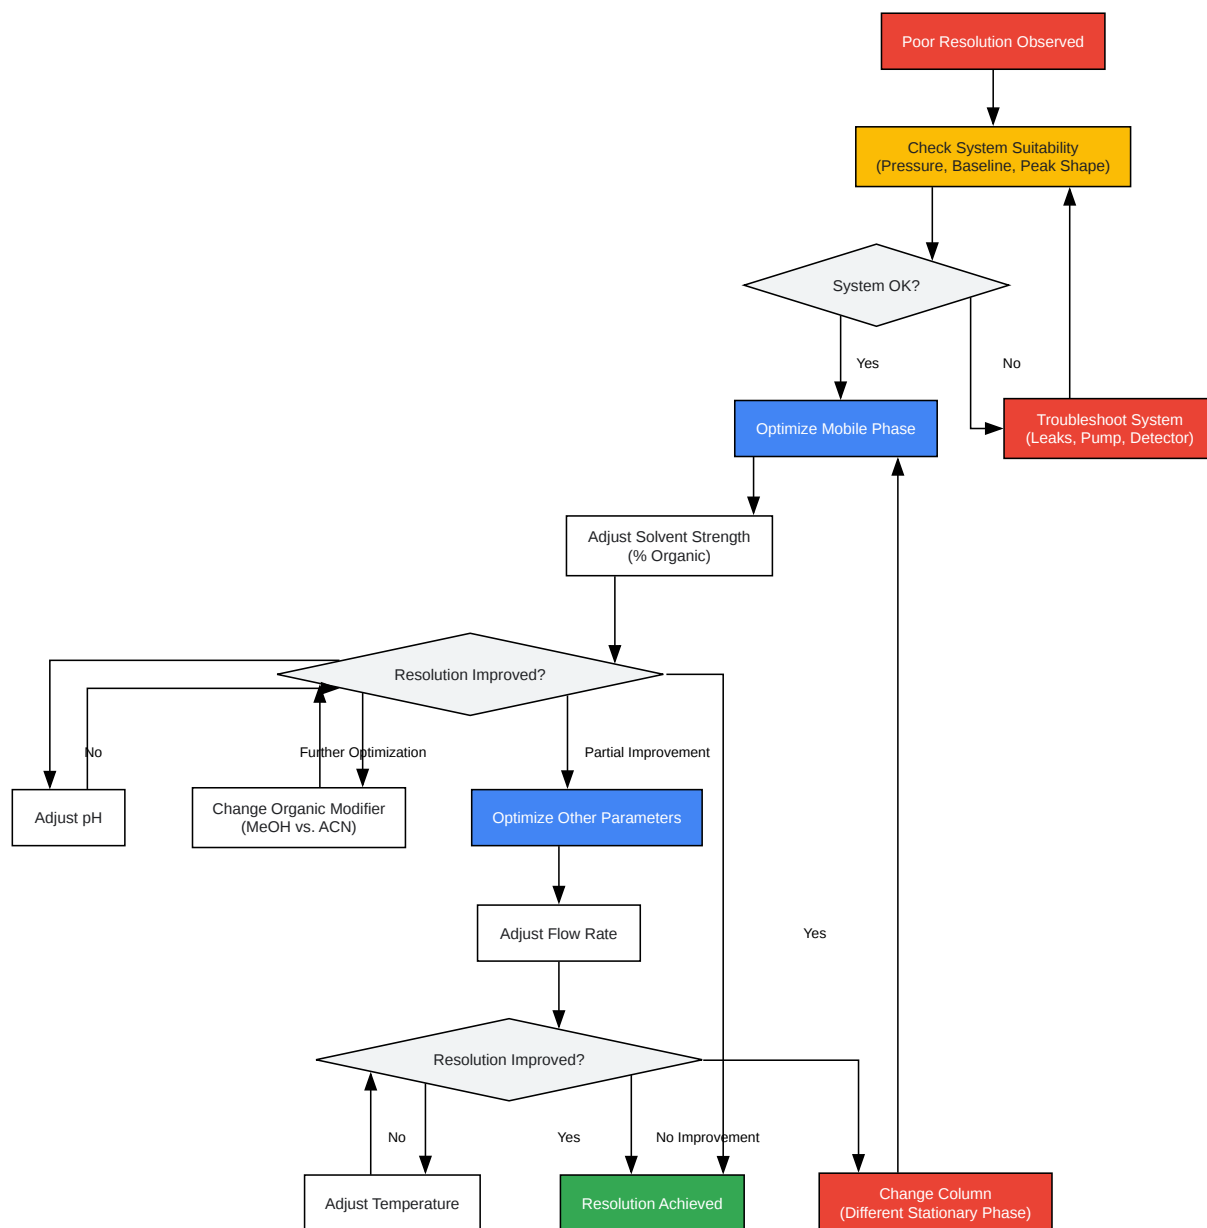 Poor Resolution Observed
Check System Suitability
(Pressure, Baseline, Peak Shape)
System OK?
Yes
No
Optimize Mobile Phase
Troubleshoot System
(Leaks, Pump, Detector)
Adjust Solvent Strength
(% Organic)
Resolution Improved?
No
Further Optimization
Partial Improvement
Adjust pH
Change Organic Modifier
(MeOH vs. ACN)
Optimize Other Parameters
Adjust Flow Rate
Yes
Resolution Improved?
No
Yes
No Improvement
Adjust Temperature
Resolution Achieved
Change Column
(Different Stationary Phase)